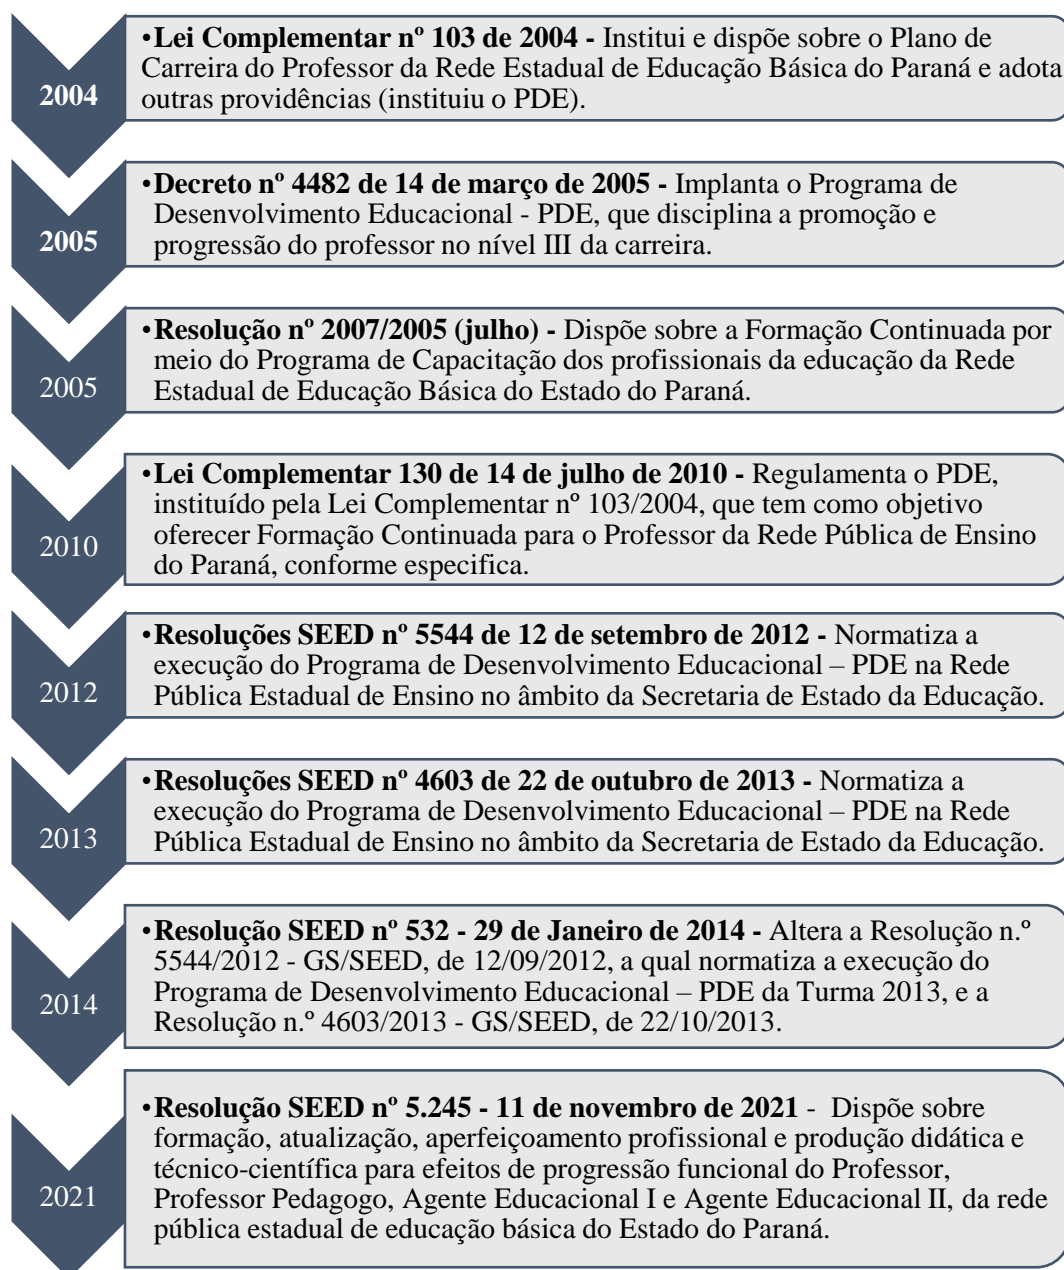 2004
•Lei Complementar nº 103 de 2004 - Institui e dispõe sobre o Plano de
Carreira do Professor da Rede Estadual de Educação Básica do Paraná e adota
outras providências (instituiu o PDE).
2005
•Decreto nº 4482 de 14 de março de 2005 - Implanta o Programa de
Desenvolvimento Educacional - PDE, que disciplina a promoção e
progressão do professor no nível III da carreira.
2005
•Resolução nº 2007/2005 (julho) - Dispõe sobre a Formação Continuada por
meio do Programa de Capacitação dos profissionais da educação da Rede
Estadual de Educação Básica do Estado do Paraná.
2010
•Lei Complementar 130 de 14 de julho de 2010 - Regulamenta o PDE,
instituído pela Lei Complementar nº 103/2004, que tem como objetivo
oferecer Formação Continuada para o Professor da Rede Pública de Ensino
do Paraná, conforme especifica.
2012
•Resoluções SEED nº 5544 de 12 de setembro de 2012 - Normatiza a
execução do Programa de Desenvolvimento Educacional – PDE na Rede
Pública Estadual de Ensino no âmbito da Secretaria de Estado da Educação.
2013
•Resoluções SEED nº 4603 de 22 de outubro de 2013 - Normatiza a
execução do Programa de Desenvolvimento Educacional – PDE na Rede
Pública Estadual de Ensino no âmbito da Secretaria de Estado da Educação.
2014
•Resolução SEED nº 532 - 29 de Janeiro de 2014 - Altera a Resolução n.º
5544/2012 - GS/SEED, de 12/09/2012, a qual normatiza a execução do
Programa de Desenvolvimento Educacional – PDE da Turma 2013, e a
Resolução n.º 4603/2013 - GS/SEED, de 22/10/2013.
2021
•Resolução SEED nº 5.245 - 11 de novembro de 2021 - Dispõe sobre
formação, atualização, aperfeiçoamento profissional e produção didática e
técnico-científica para efeitos de progressão funcional do Professor,
Professor Pedagogo, Agente Educacional I e Agente Educacional II, da rede
pública estadual de educação básica do Estado do Paraná.